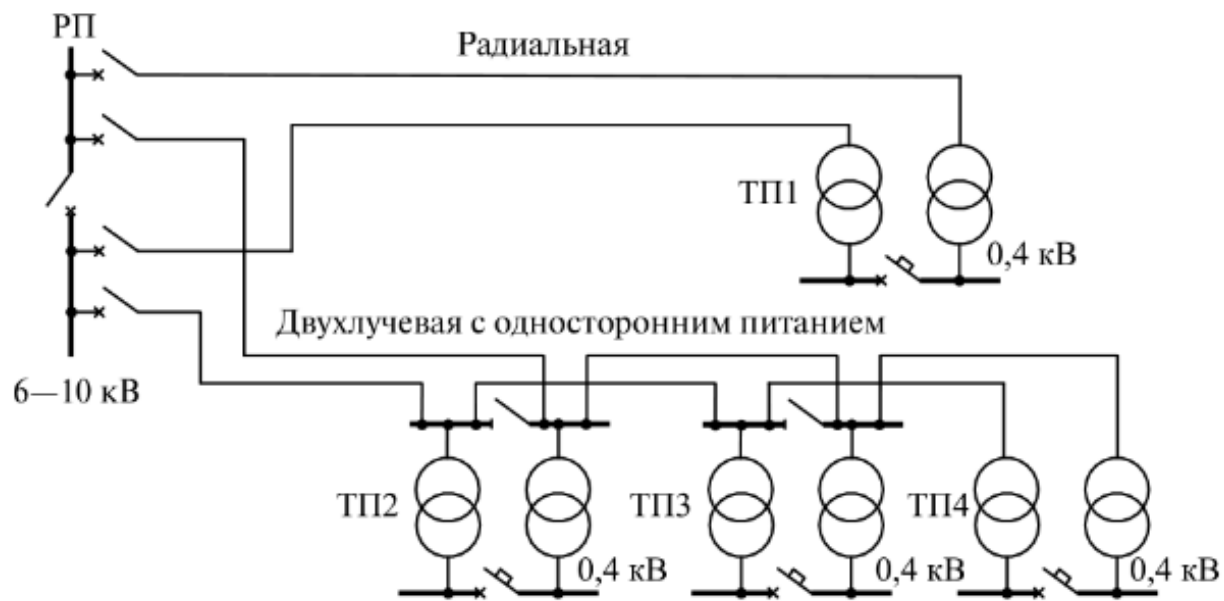 РП
Радиальная
ТП1
0,4 кВ
Двухлучевая с односторонним питанием
6—10 кВ
ТП2
0,4 кВ
ТП3
0,4 кВ
ТП4
0,4 кВ